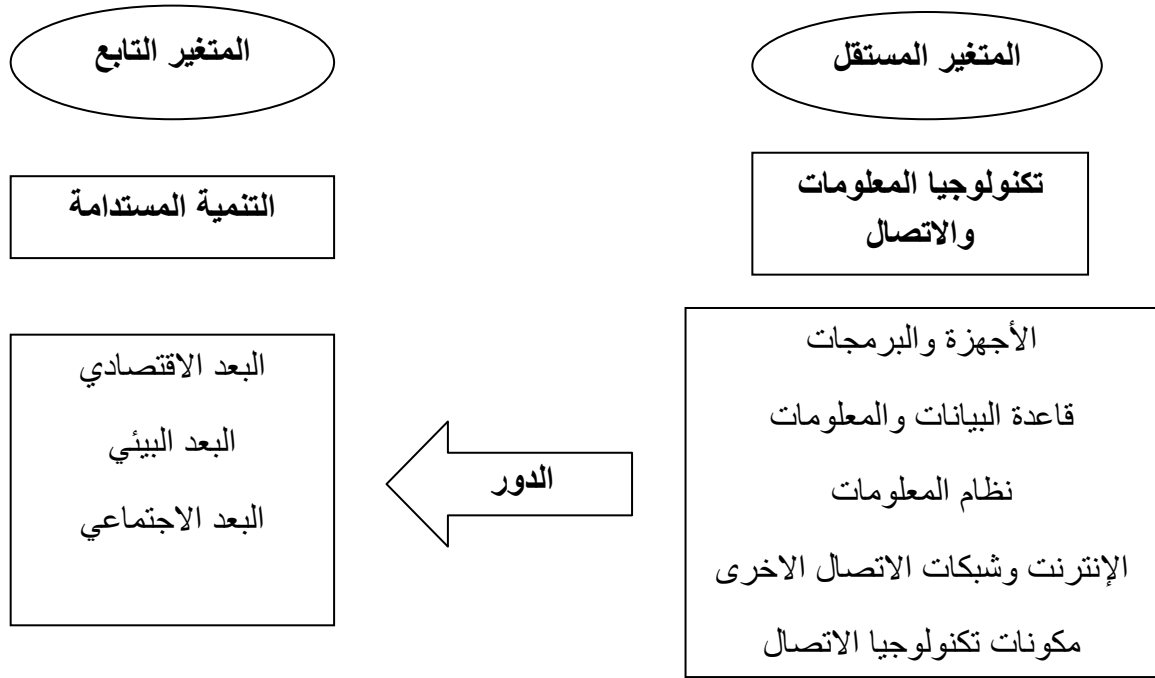 المتغير المستقل
المتغير التابع
تكنولوجيا المعلومات
والاتصال
التنمية المستدامة
الأجهزة والبرمجات
قاعدة البيانات والمعلومات
نظام المعلومات
الإنترنت وشبكات الاتصال الاخرى
مكونات تكنولوجيا الاتصال
الدور
البعد الاقتصادي
البعد البيئي
البعد الاجتماعي